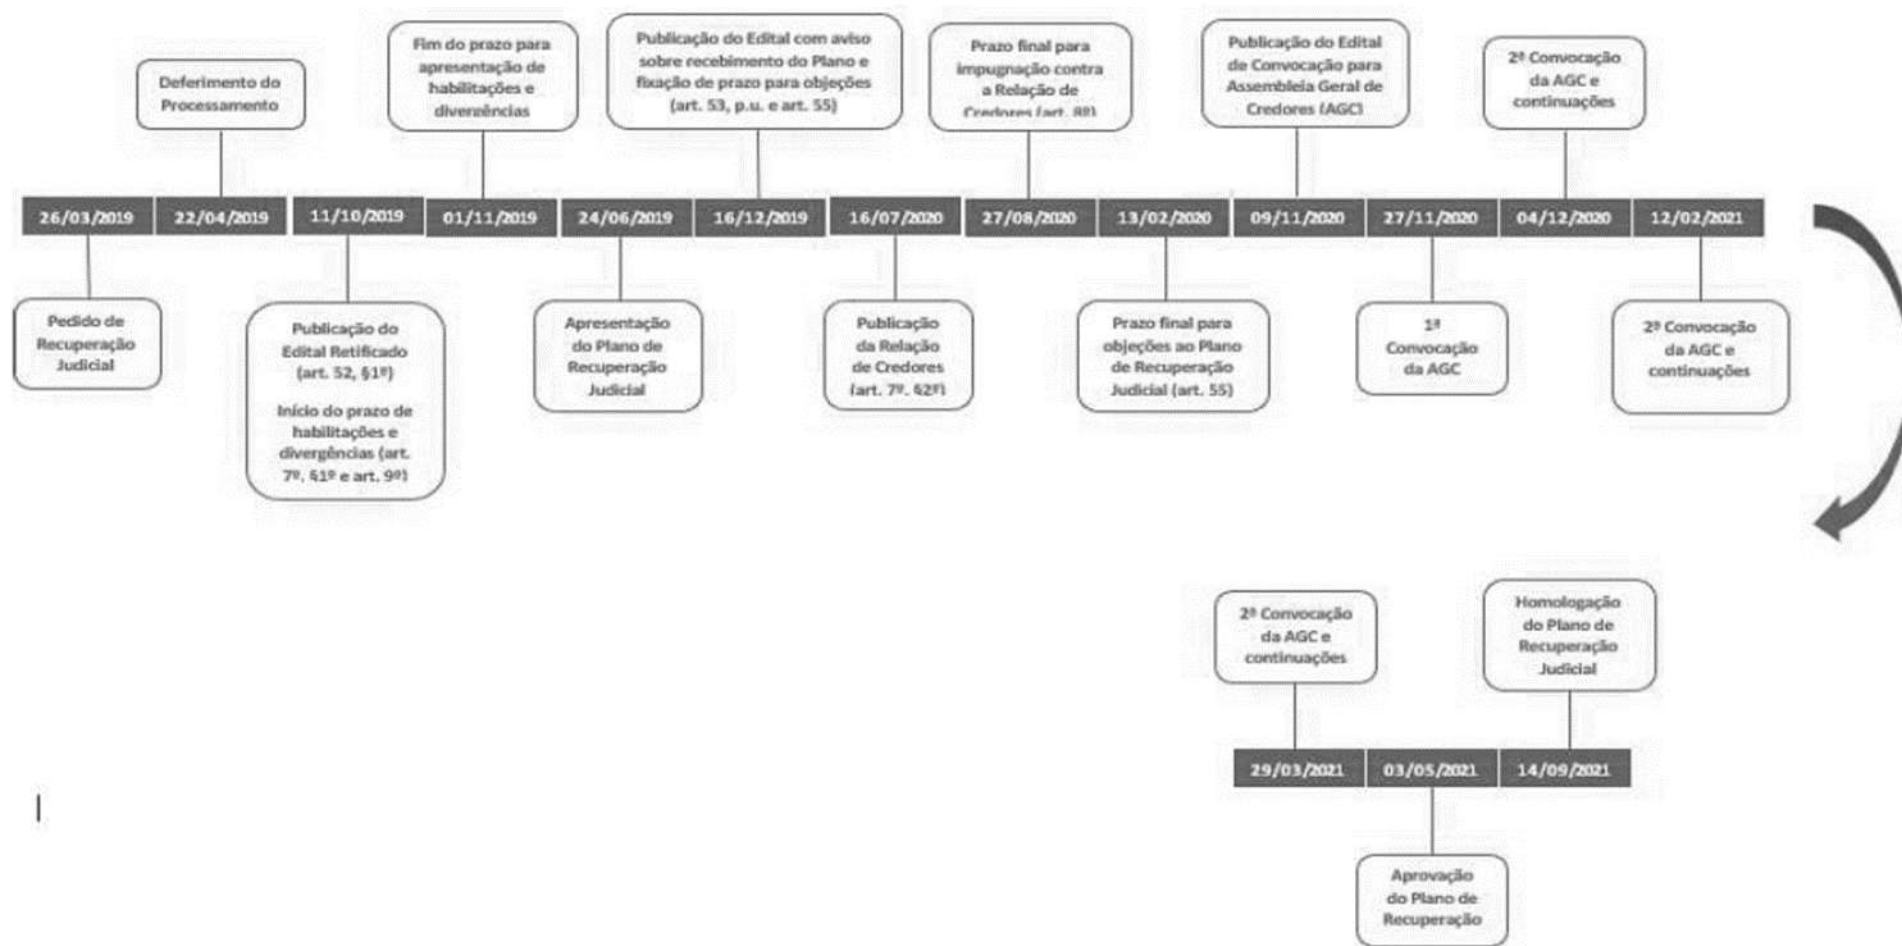 Deferimento do
Processamento
Fim do prazo para
apresentação de
habilitações e
divergências
Publicação do Edital com aviso
sobre recebimento do Plano e
fixação de prazo para objeções
(art. 53, p.u. e art. 55)
Prazo final para
impugnação contra
a Relação de
Credores (art. 8º)
Publicação do Edital
de Convocação para
Assembleia Geral de
Credores (AGC)
2ª Convocação
da AGC e
continuações
26/03/2019 22/04/2019 11/10/2019 01/11/2019 24/06/2019 16/12/2019 16/07/2020 27/08/2020 13/02/2020 09/11/2020 27/11/2020 04/12/2020 12/02/2021
Pedido de
Recuperação
Judicial
Publicação do
Edital Retificado
(art. 52, §1º)
Início do prazo de
habilitações e
divergências (art.
7º, §1º e art. 9º)
Apresentação
do Plano de
Recuperação
Judicial
Publicação
da Relação
de Credores
(art. 7º, §2º)
Prazo final para
objeções ao Plano
de Recuperação
Judicial (art. 55)
1ª
Convocação
da AGC
2ª Convocação
da AGC e
continuações
2ª Convocação
da AGC e
continuações
Homologação
do Plano de
Recuperação
Judicial
29/03/2021 03/05/2021 14/09/2021
Aprovação
do Plano de
Recuperação